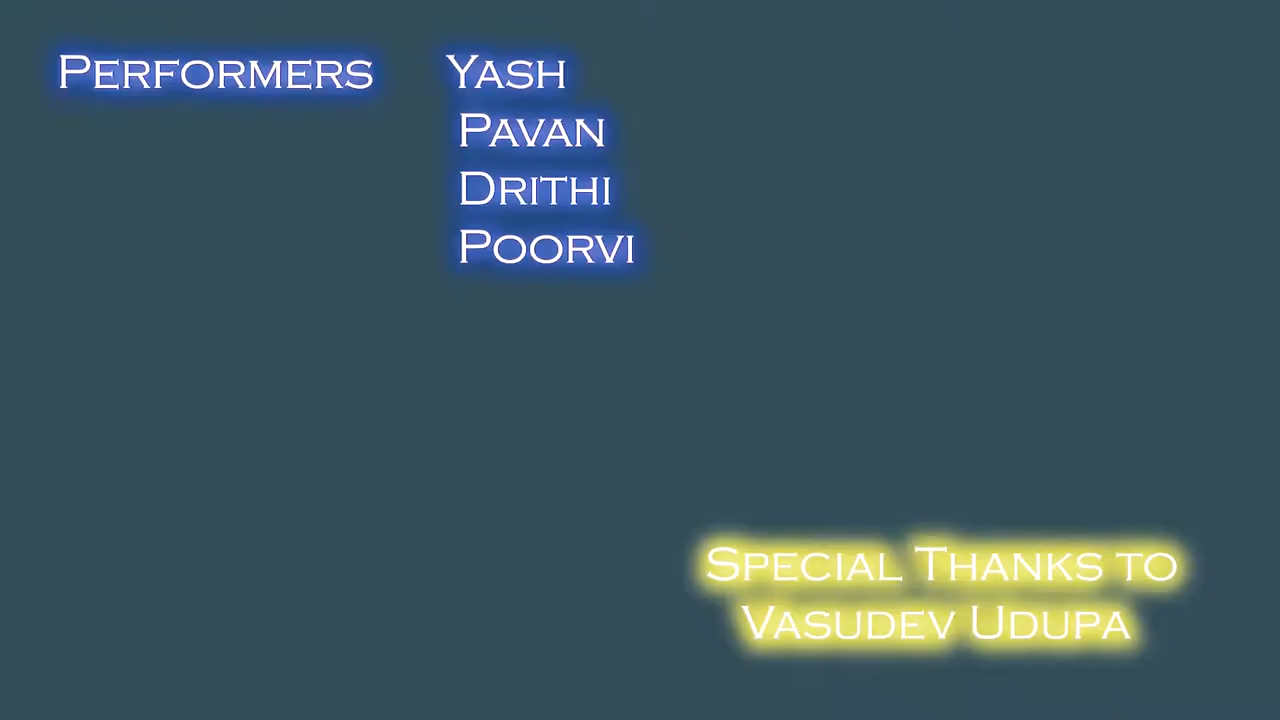 Performers Yash
Pavan
Drithi
Poorvi
Special Thanks to
Vasudev Udupa